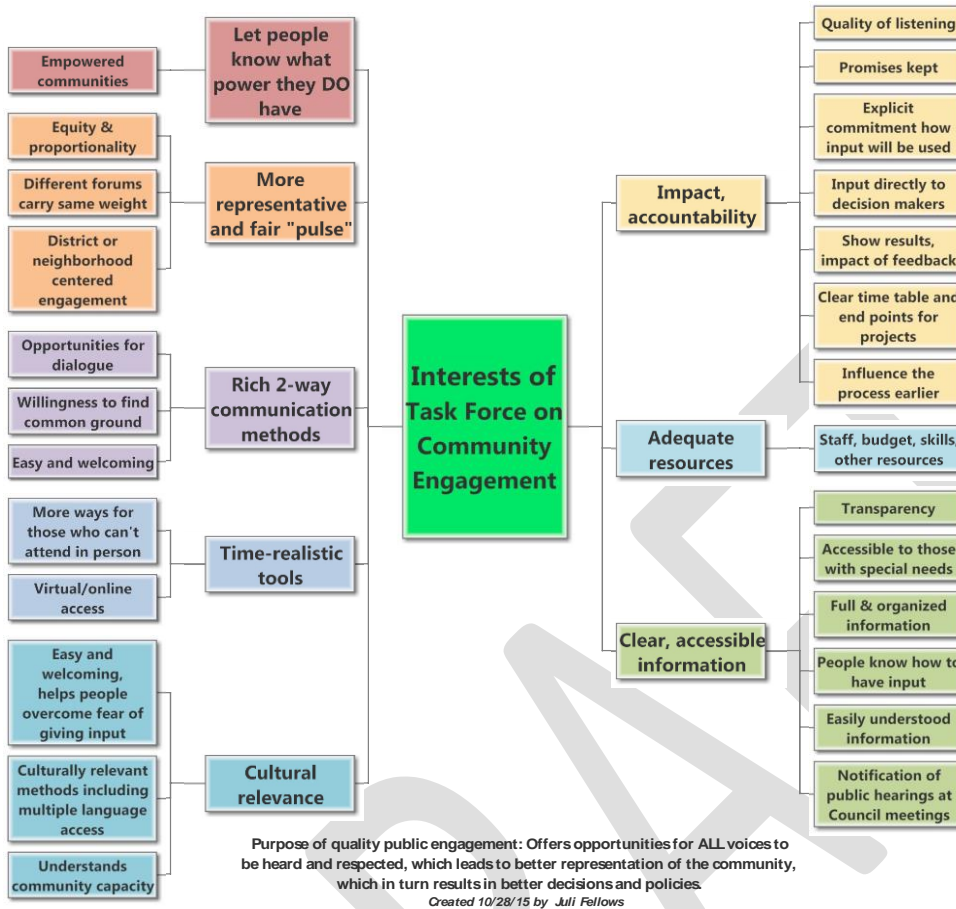 Let people
know what
power they DO
have
Empowered
communities
More
representative
and fair "pulse"
Equity &
proportionality
Different forums
carry same weight
District or
neighborhood
centered
engagement
Rich 2-way
communication
methods
Opportunities for
dialogue
Willingness to find
common ground
Easy and welcoming
Time-realistic
tools
More ways for
those who can't
attend in person
Virtual/online
access
Cultural
relevance
Easy and
welcoming,
helps people
overcome fear of
giving input
Culturally relevant
methods including
multiple language
access
Understands
community capacity
Interests of
Task Force on
Community
Engagement
Impact,
accountability
Quality of listening
Promises kept
Explicit
commitment how
input will be used
Input directly to
decision makers
Show results,
impact of feedback
Clear time table and
end points for
projects
Influence the
process earlier
Adequate
resources
Staff, budget, skills,
other resources
Clear, accessible
information
Transparency
Accessible to those
with special needs
Full & organized
information
People know how to
have input
Easily understood
information
Notification of
public hearings at
Council meetings
Purpose of quality public engagement: Offers opportunities for ALL voices to
be heard and respected, which leads to better representation of the community,
which in turn results in better decisions and policies.
Created 10/28/15 by Juli Fellows
DRAFT